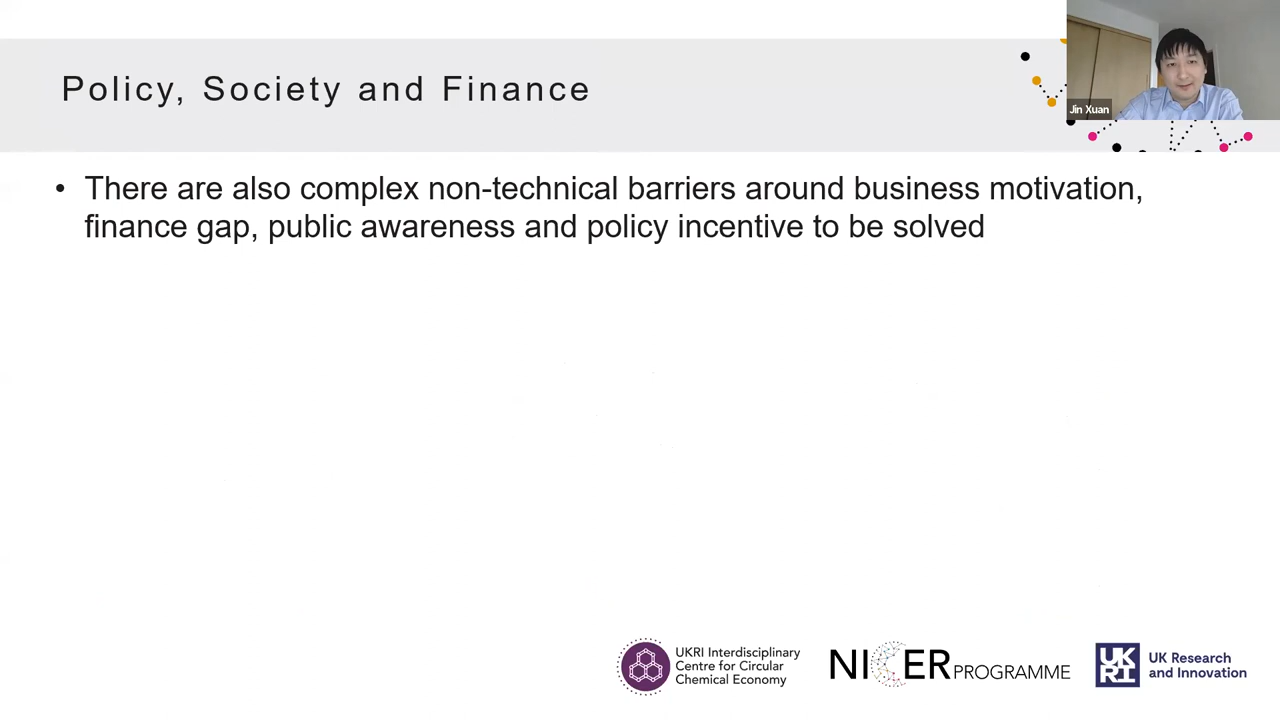 Policy, Society and Finance
Jin Xuan
• There are also complex non-technical barriers around business motivation,
finance gap, public awareness and policy incentive to be solved
UKRI Interdisciplinary
Centre for Circular
Chemical Economy
NICER PROGRAMME
UKRI
UK Research
and Innovation